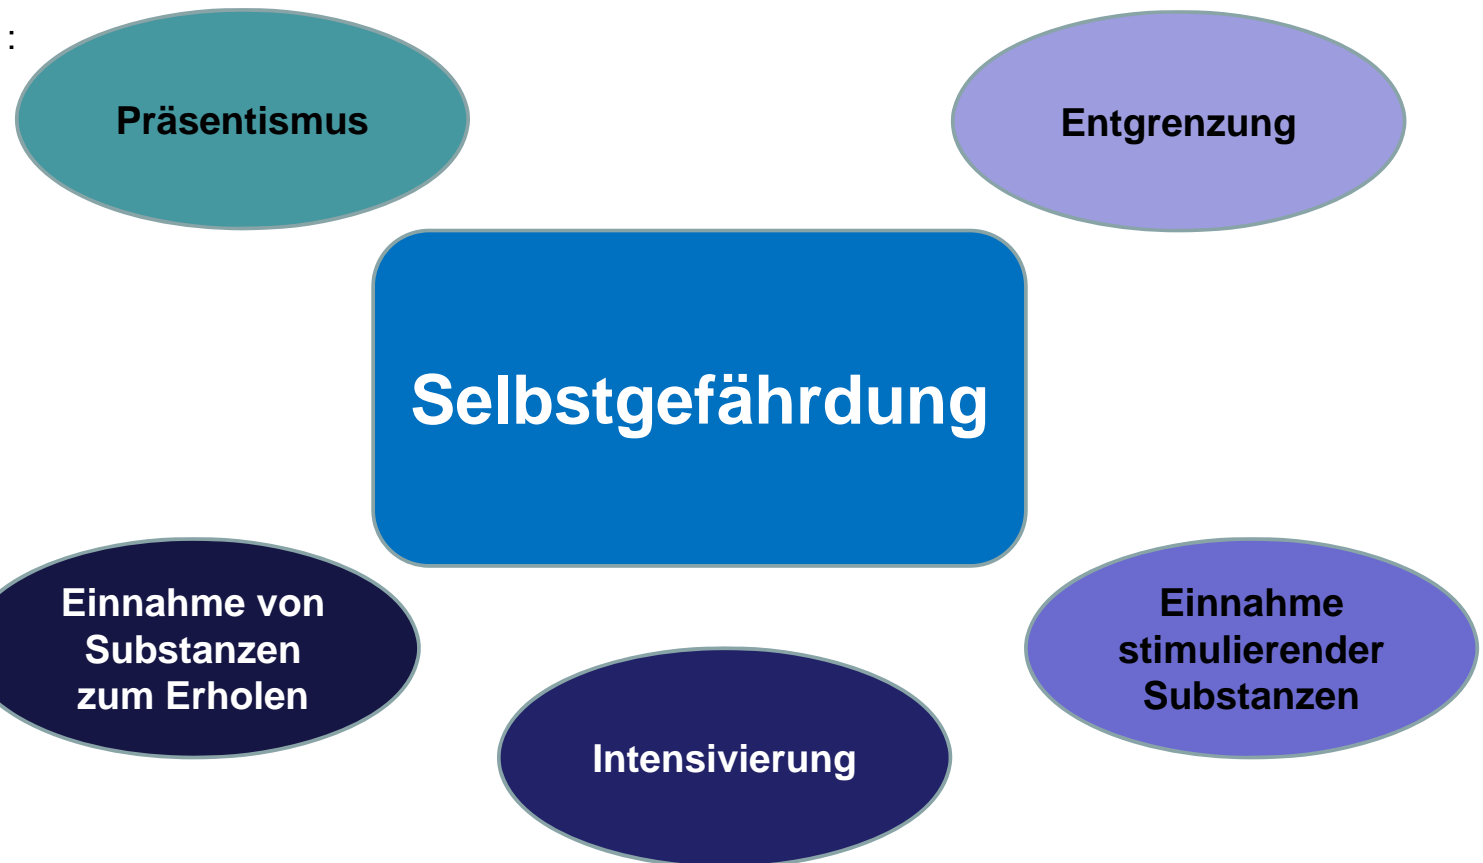 :
Präsentismus
Entgrenzung
Selbstgefährdung
Einnahme von
Substanzen
zum Erholen
Intensivierung
Einnahme
stimulierender
Substanzen